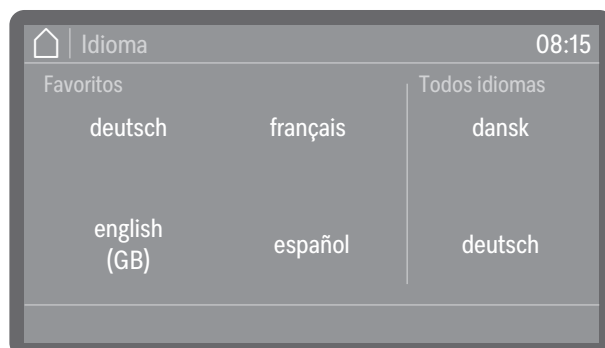 Idioma 08:15
Favoritos Todos idiomas
deutsch français dansk
english
(GB) español deutsch